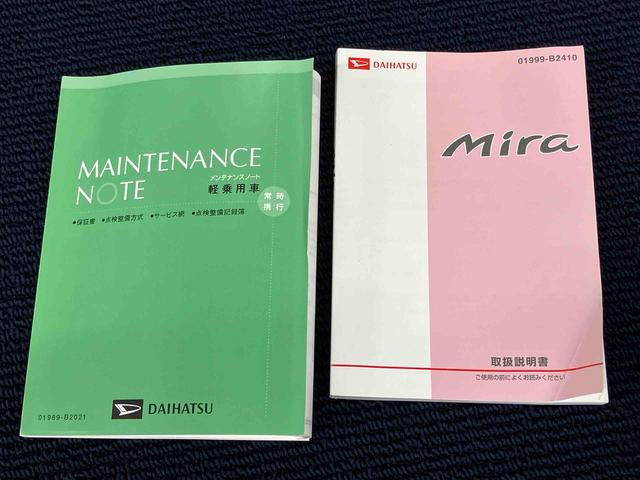 MAINTENANCE
NOTE
メンテナンスノート
軽乗用車
常時
携行
●保証書 ●点検整備方式 ●サービス網 ●点検整備記録簿
DAIHATSU
01989-B2021
DAIHATSU
01999-B2410
Mira
取扱説明書
ご使用の前によくお読みください